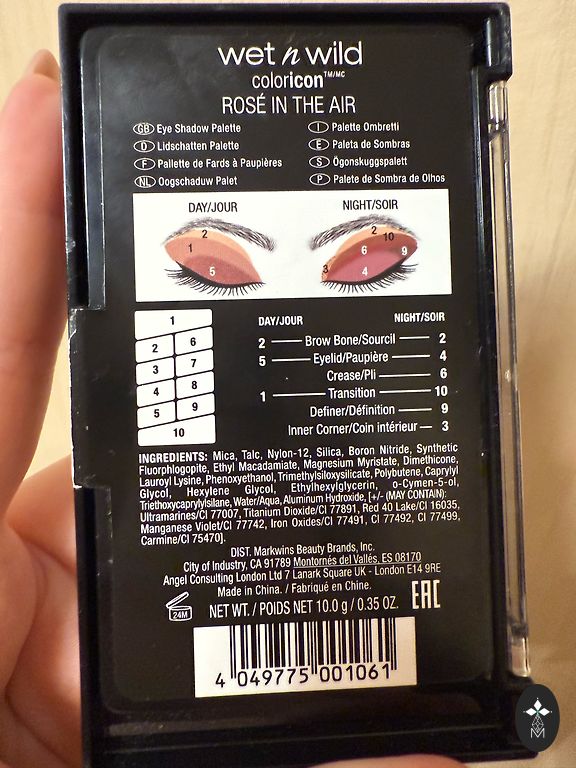 wet n wild
coloricon™/MC
ROSÉ IN THE AIR
GB Eye Shadow Palette
D Lidschatten Palette
F Pallette de Fards à Paupières
NL Oogschaduw Palet
I Palette Ombretti
E Paleta de Sombras
S Ögonskuggspalett
P Palete de Sombra de Olhos
DAY/JOUR
NIGHT/SOIR
2
1
5
2
10
6
9
3
4
1
2 6
3 7
4 8
5 9
10
DAY/JOUR NIGHT/SOIR
2 Brow Bone/Sourcil 2
5 Eyelid/Paupière 4
Crease/Pli 6
1 Transition 10
Definer/Définition 9
Inner Corner/Coin intérieur 3
INGREDIENTS: Mica, Talc, Nylon-12, Silica, Boron Nitride, Synthetic
Fluorphlogopite, Ethyl Macadamiate, Magnesium Myristate, Dimethicone,
Lauroyl Lysine, Phenoxyethanol, Trimethylsiloxysilicate, Polybutene, Caprylyl
Glycol, Hexylene Glycol, Ethylhexylglycerin, o-Cymen-5-ol,
Triethoxycaprylylsilane, Water/Aqua, Aluminum Hydroxide, [+/- (MAY CONTAIN):
Ultramarines/CI 77007, Titanium Dioxide/CI 77891, Red 40 Lake/CI 16035,
Manganese Violet/CI 77742, Iron Oxides/CI 77491, CI 77492, CI 77499,
Carmine/CI 75470].
DIST. Markwins Beauty Brands, Inc.
City of Industry, CA 91789 Montornés del Vallés, ES 08170
Angel Consulting London Ltd 7 Lanark Square UK - London E14 9RE
Made in China. / Fabriqué en Chine.
24M
NET WT. / POIDS NET 10.0 g / 0.35 OZ.
EAC
4 049775 001061
M